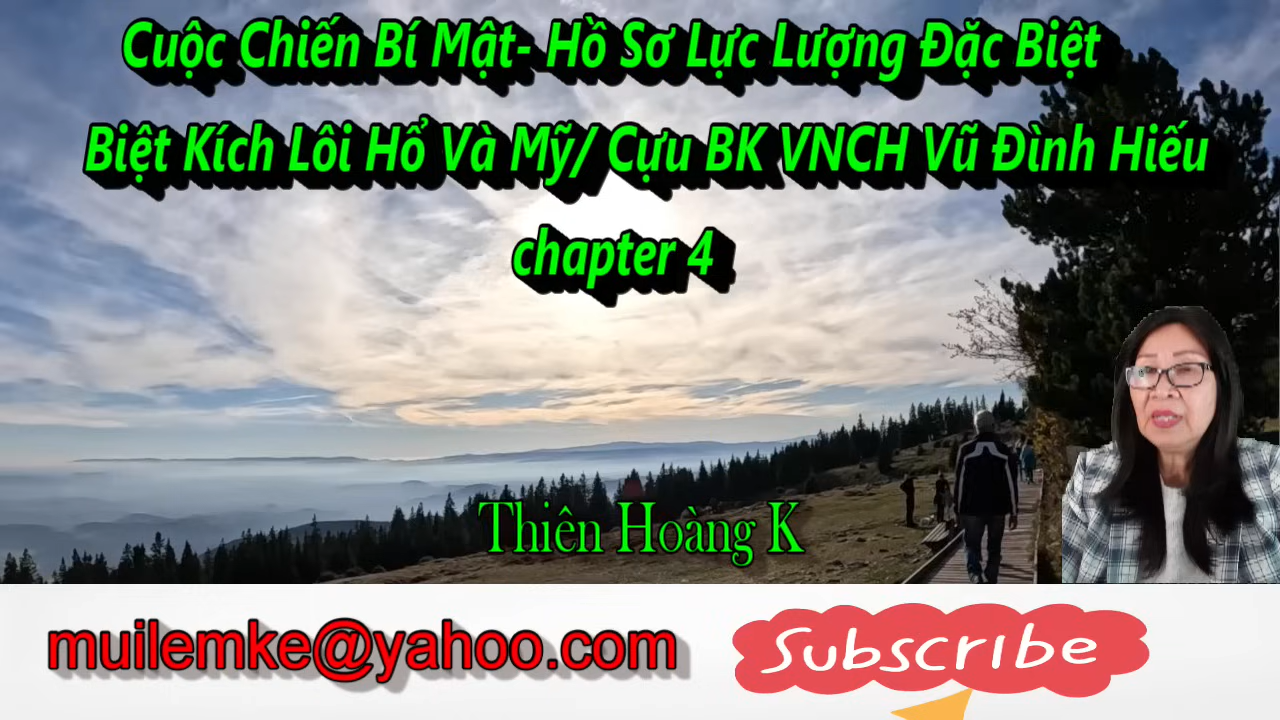 Cuộc Chiến Bí Mật- Hồ Sơ Lực Lượng Đặc Biệt
Biệt Kích Lôi Hổ Và Mỹ/ Cựu BK VNCH Vũ Đình Hiếu
chapter 4
Thiên Hoàng K
muilemke@yahoo.com
Subscribe